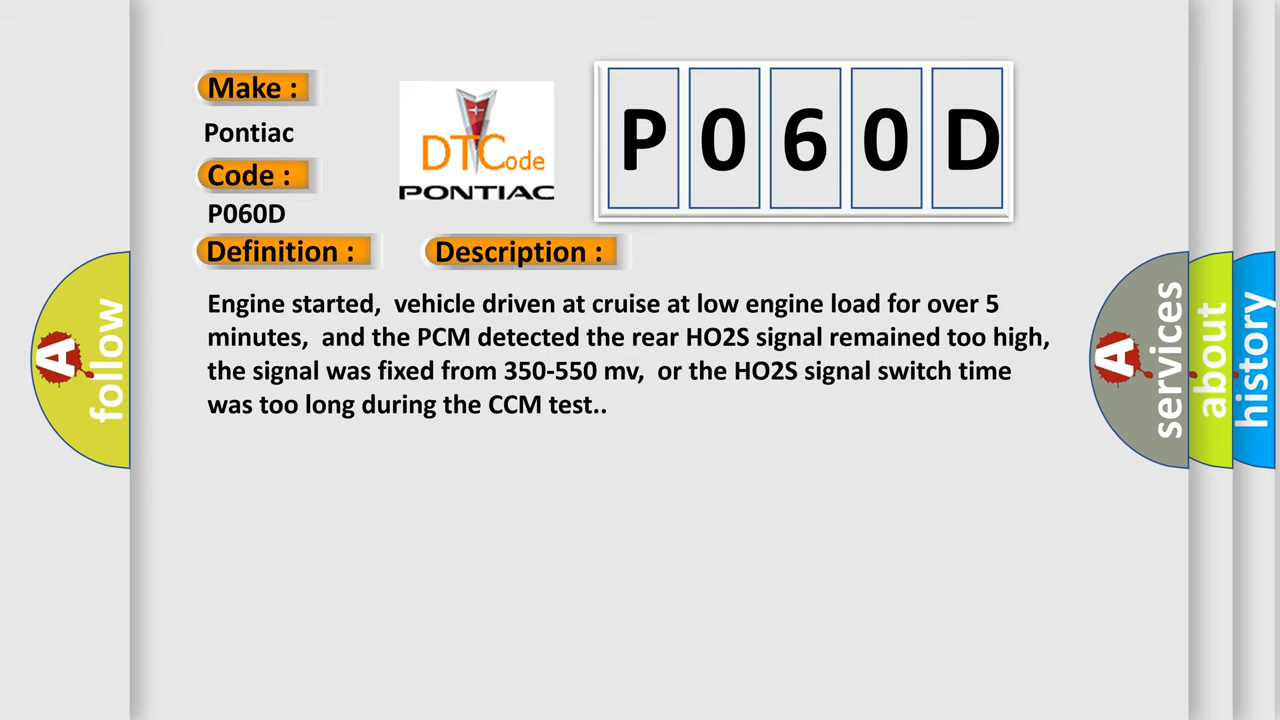 Make :
Pontiac
Code :
P060D
Definition :
Description :
DTCode
PONTIAC
P060D
Engine started, vehicle driven at cruise at low engine load for over 5
minutes, and the PCM detected the rear HO2S signal remained too high,
the signal was fixed from 350-550 mv, or the HO2S signal switch time
was too long during the CCM test..
A follow
A services
about
history